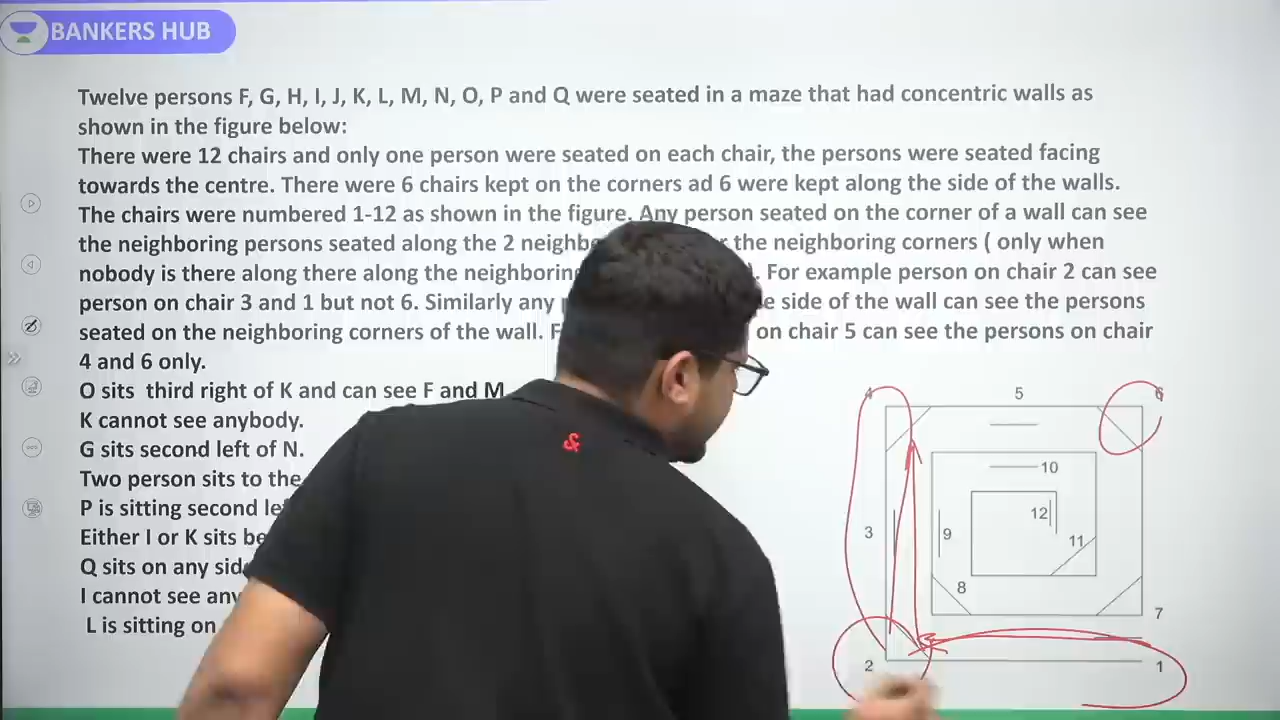 BANKERS HUB
Twelve persons F, G, H, I, J, K, L, M, N, O, P and Q were seated in a maze that had concentric walls as
shown in the figure below:
There were 12 chairs and only one person were seated on each chair, the persons were seated facing
towards the centre. There were 6 chairs kept on the corners ad 6 were kept along the side of the walls.
The chairs were numbered 1-12 as shown in the figure. Any person seated on the corner of a wall can see
the neighboring persons seated along the 2 the neighboring corners ( only when
nobody is there along there along the neighboring . For example person on chair 2 can see
person on chair 3 and 1 but not 6. Similarly any side of the wall can see the persons
seated on the neighboring corners of the wall. on chair 5 can see the persons on chair
4 and 6 only.
O sits third right of K and can see F and M
K cannot see anybody.
G sits second left of N.
Two person sits to the
P is sitting second
Either I or K sits
Q sits on any
I cannot see
L is sitting on
4 5 6
10
12
3 9 11
8
7
2 1